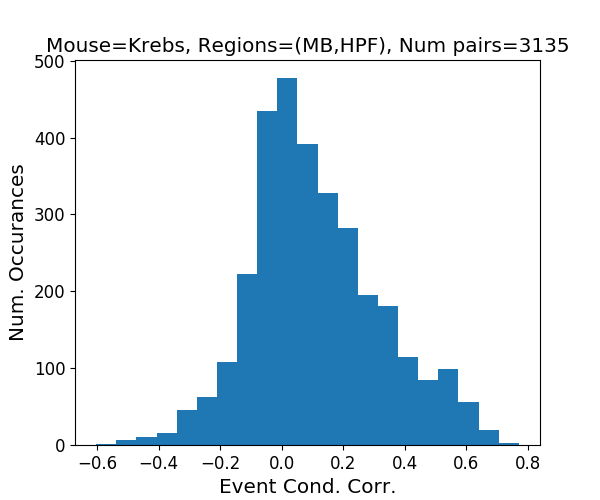 Mouse=Krebs, Regions=(MB,HPF), Num pairs=3135
500
400
300
200
100
0
Num. Occurances
−0.6 −0.4 −0.2 0.0 0.2 0.4 0.6 0.8
Event Cond. Corr.